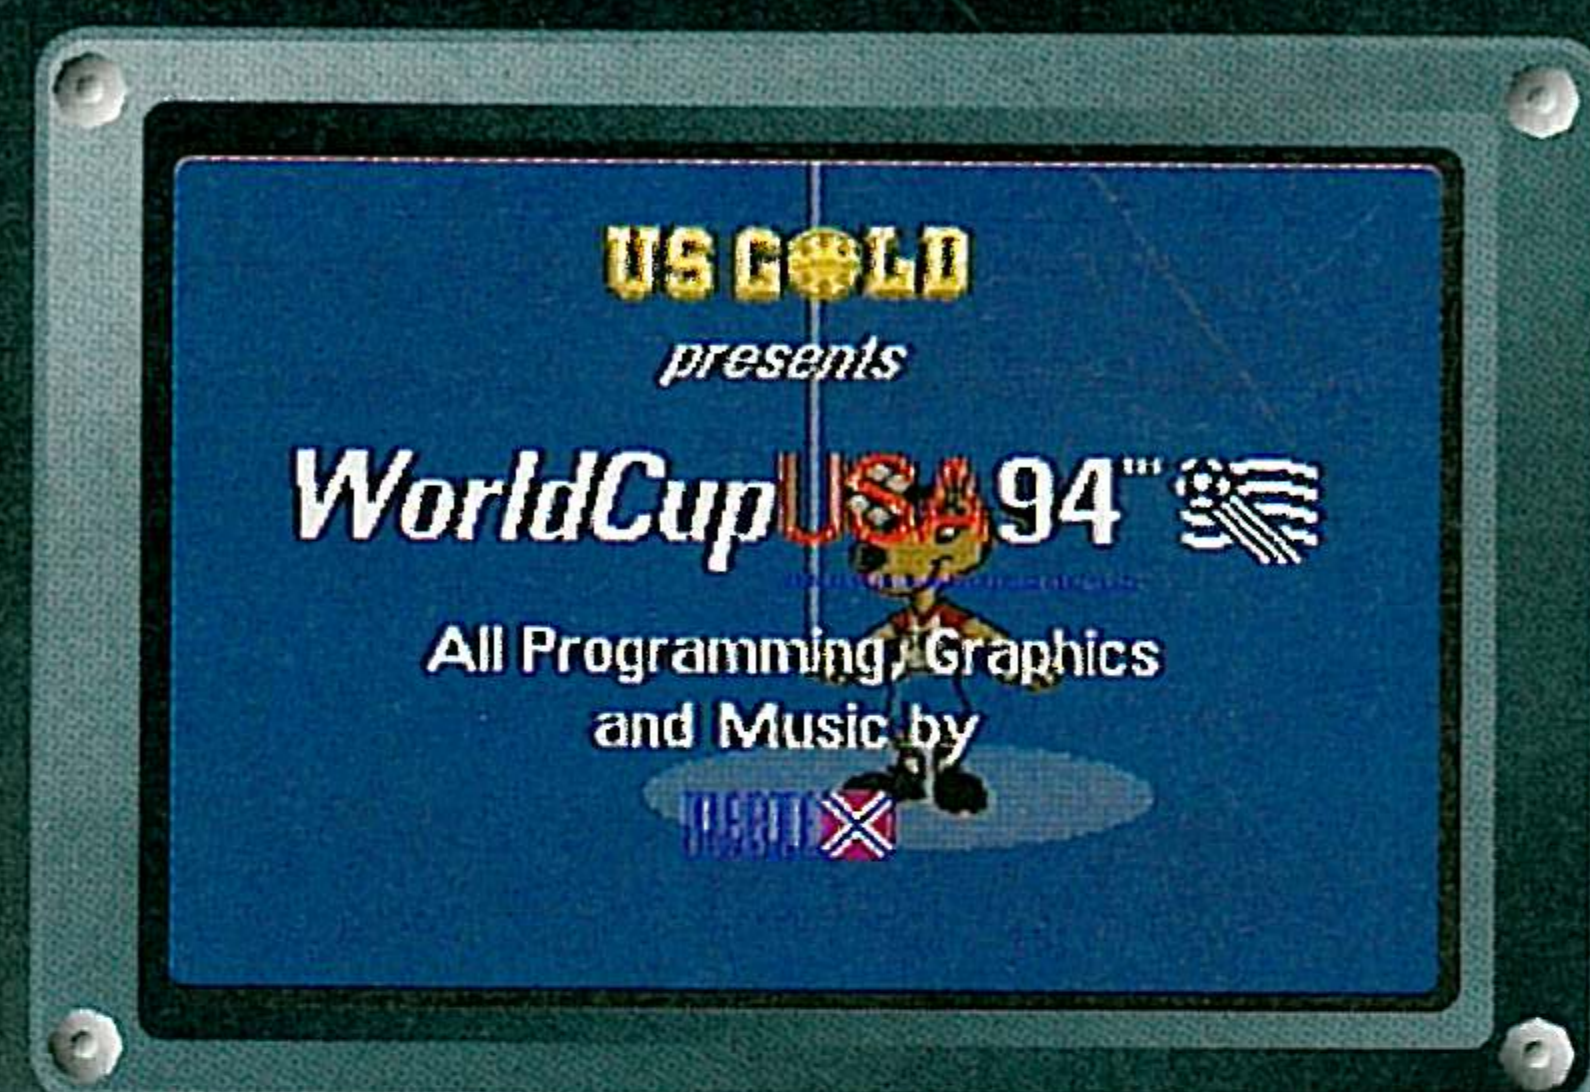 US GOLD
presents
WorldCupUSA94
All Programming, Graphics
and Music by